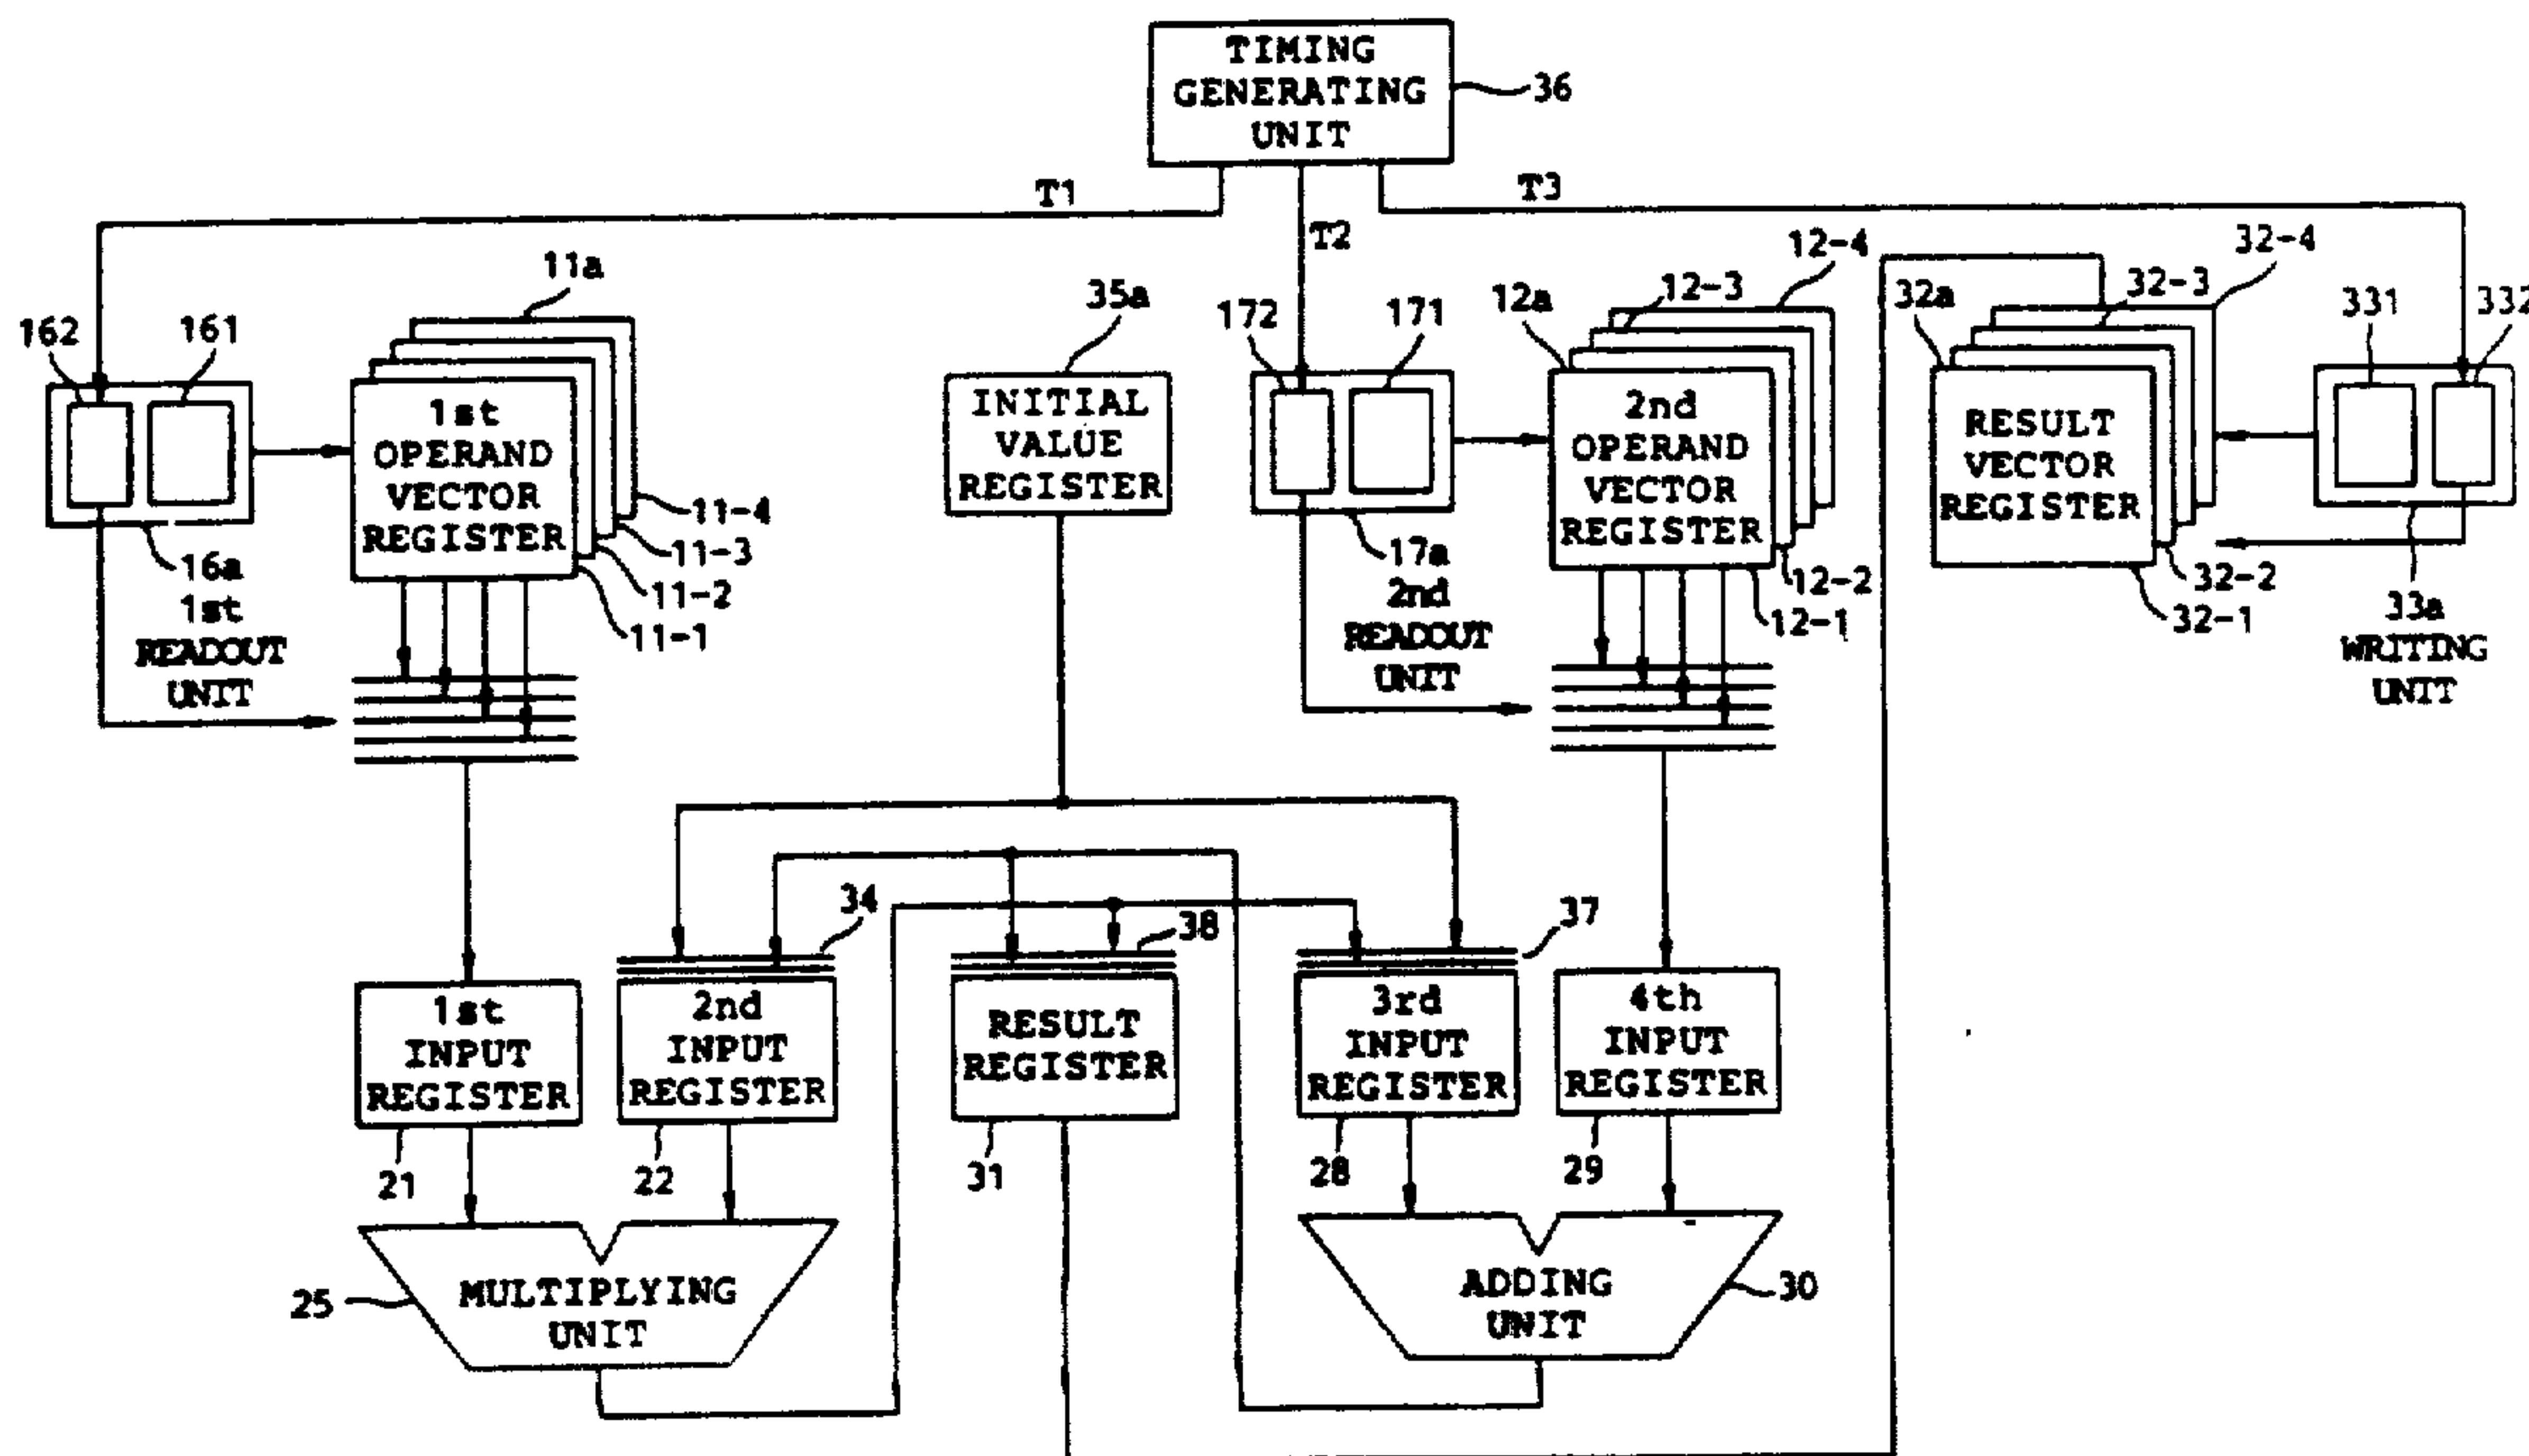 TIMING
GENERATING
UNIT
36
T1
T2
T3
11a
162
161
1st
OPERAND
VECTOR
REGISTER
11-4
11-3
11-2
11-1
16a
1st
READOUT
UNIT
35a
INITIAL
VALUE
REGISTER
172
171
12a
12-3
12-4
2nd
OPERAND
VECTOR
REGISTER
12-2
12-1
17a
2nd
READOUT
UNIT
32a
32-3
32-4
RESULT
VECTOR
REGISTER
32-2
32-1
331
332
33a
WRITING
UNIT
34
38
37
1st
INPUT
REGISTER
21
2nd
INPUT
REGISTER
22
RESULT
REGISTER
31
3rd
INPUT
REGISTER
28
4th
INPUT
REGISTER
29
25
MULTIPLYING
UNIT
ADDING
UNIT
30